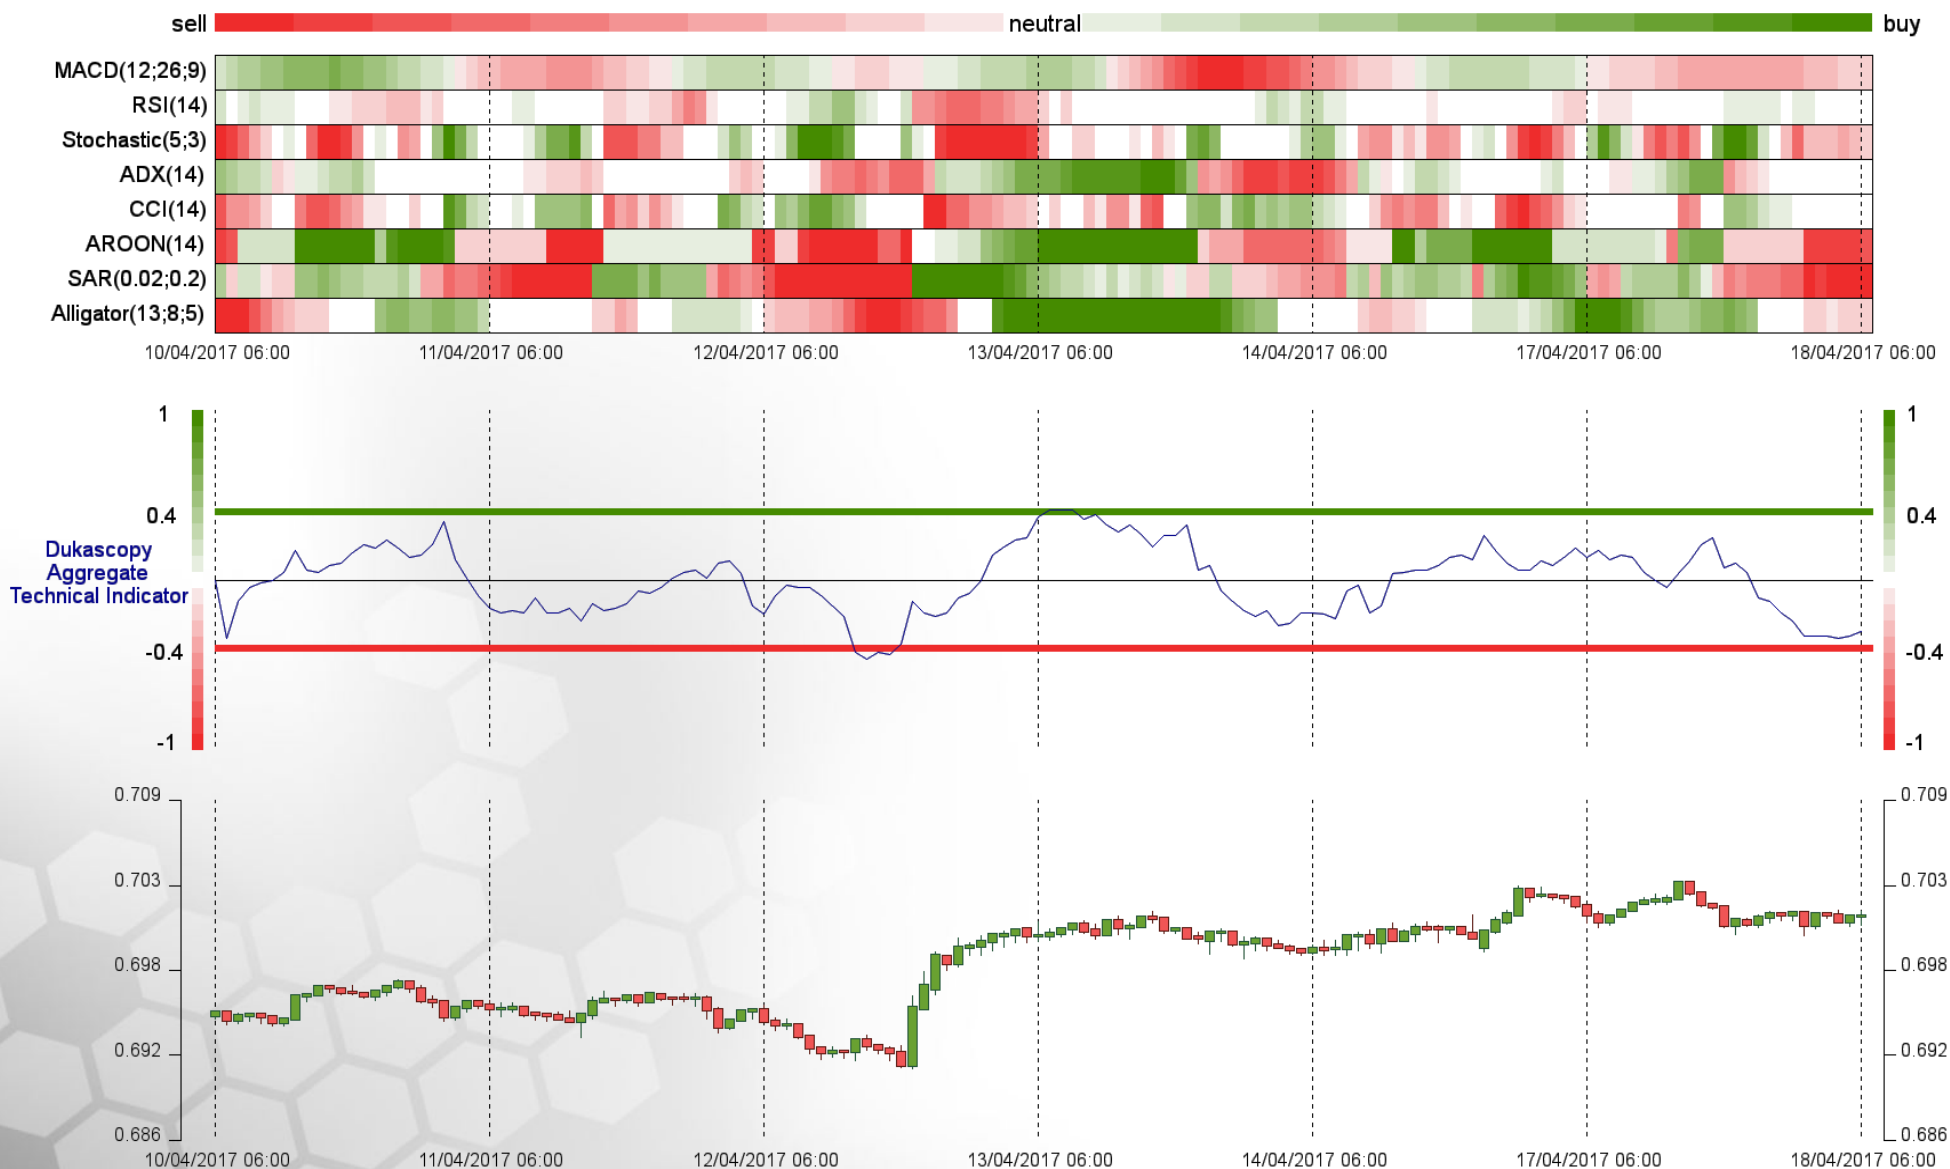 sell neutral buy
MACD(12;26;9)
RSI(14)
Stochastic(5;3)
ADX(14)
CCI(14)
AROON(14)
SAR(0.02;0.2)
Alligator(13;8;5)
10/04/2017 06:00 11/04/2017 06:00 12/04/2017 06:00 13/04/2017 06:00 14/04/2017 06:00 17/04/2017 06:00 18/04/2017 06:00
1 1
0.4 0.4
Dukascopy
Aggregate
Technical Indicator
-0.4 -0.4
-1 -1
0.709 0.709
0.703 0.703
0.698 0.698
0.692 0.692
0.686 0.686
10/04/2017 06:00 11/04/2017 06:00 12/04/2017 06:00 13/04/2017 06:00 14/04/2017 06:00 17/04/2017 06:00 18/04/2017 06:00